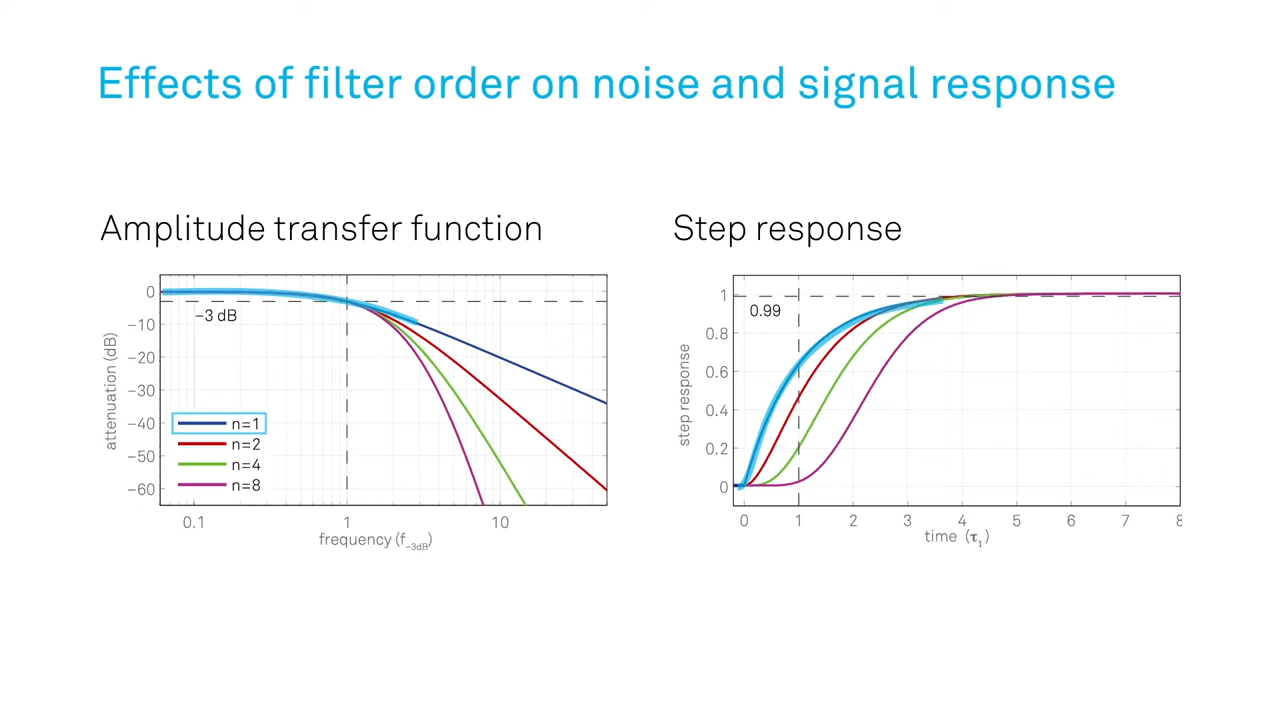 Effects of filter order on noise and signal response
Amplitude transfer function
0
−10
−20
−30
−40
−50
−60
attenuation (dB)
−3 dB
n=1
n=2
n=4
n=8
0.1 1 10
frequency (f₋₃dB)
Step response
1
0.8
0.6
0.4
0.2
0
step response
0.99
0 1 2 3 4 5 6 7 8
time (τ₁)